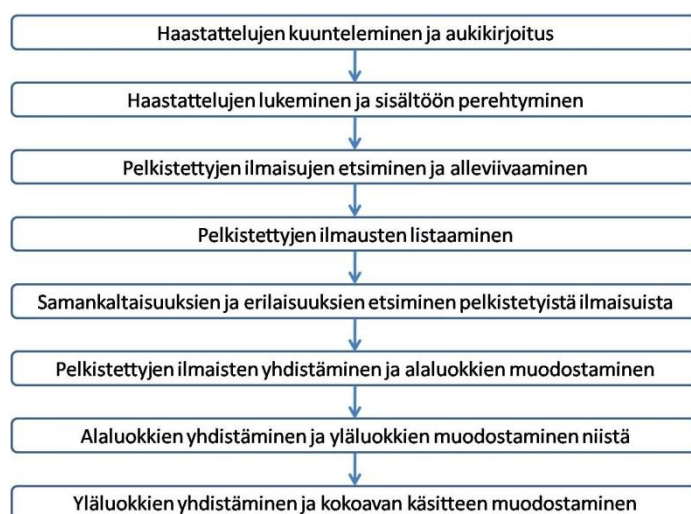 Haastattelujen kuunteleminen ja aukikirjoitus
Haastattelujen lukeminen ja sisältöön perehtyminen
Pelkistettyjen ilmaisujen etsiminen ja alleviivaaminen
Pelkistettyjen ilmausten listaaminen
Samankaltaisuuksien ja erilaisuuksien etsiminen pelkistetyistä ilmaisuista
Pelkistettyjen ilmaisten yhdistäminen ja alaluokkien muodostaminen
Alaluokkien yhdistäminen ja yläluokkien muodostaminen niistä
Yläluokkien yhdistäminen ja kokoavan käsitteen muodostaminen